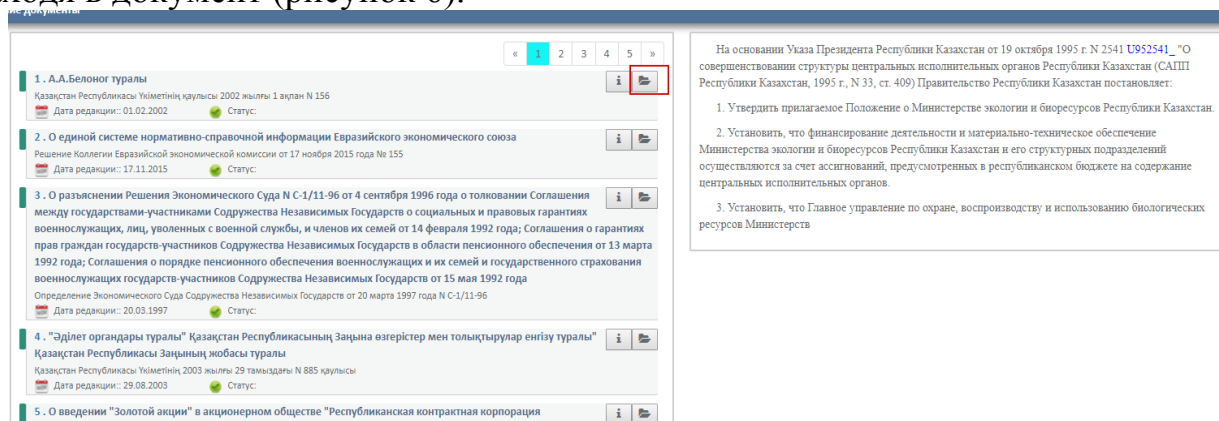 ходя в документ (рисунок 6).
ие документы
« 1 2 3 4 5 »
1 . А.А.Белоног туралы
Қазақстан Республикасы Үкіметінің қаулысы 2002 жылғы 1 ақпан N 156
Дата редакции:: 01.02.2002 Статус:
2 . О единой системе нормативно-справочной информации Евразийского экономического союза
Решение Коллегии Евразийской экономической комиссии от 17 ноября 2015 года № 155
Дата редакции:: 17.11.2015 Статус:
3 . О разъяснении Решения Экономического Суда N С-1/11-96 от 4 сентября 1996 года о толковании Соглашения
между государствами-участниками Содружества Независимых Государств о социальных и правовых гарантиях
военнослужащих, лиц, уволенных с военной службы, и членов их семей от 14 февраля 1992 года; Соглашения о гарантиях
прав граждан государств-участников Содружества Независимых Государств в области пенсионного обеспечения от 13 марта
1992 года; Соглашения о порядке пенсионного обеспечения военнослужащих и их семей и государственного страхования
военнослужащих государств-участников Содружества Независимых Государств от 15 мая 1992 года
Определение Экономического Суда Содружества Независимых Государств от 20 марта 1997 года N С-1/11-96
Дата редакции:: 20.03.1997 Статус:
4 . "Әділет органдары туралы" Қазақстан Республикасының Заңына өзгерістер мен толықтырулар енгізу туралы"
Қазақстан Республикасы Заңының жобасы туралы
Қазақстан Республикасы Үкіметінің 2003 жылғы 29 тамыздағы N 885 қаулысы
Дата редакции:: 29.08.2003 Статус:
5 . О введении "Золотой акции" в акционерном обществе "Республиканская контрактная корпорация
На основании Указа Президента Республики Казахстан от 19 октября 1995 г. N 2541 U952541_ "О
совершенствовании структуры центральных исполнительных органов Республики Казахстан (САПП
Республики Казахстан, 1995 г., N 33, ст. 409) Правительство Республики Казахстан постановляет:
1. Утвердить прилагаемое Положение о Министерстве экологии и биоресурсов Республики Казахстан.
2. Установить, что финансирование деятельности и материально-техническое обеспечение
Министерства экологии и биоресурсов Республики Казахстан и его структурных подразделений
осуществляются за счет ассигнований, предусмотренных в республиканском бюджете на содержание
центральных исполнительных органов.
3. Установить, что Главное управление по охране, воспроизводству и использованию биологических
ресурсов Министерств